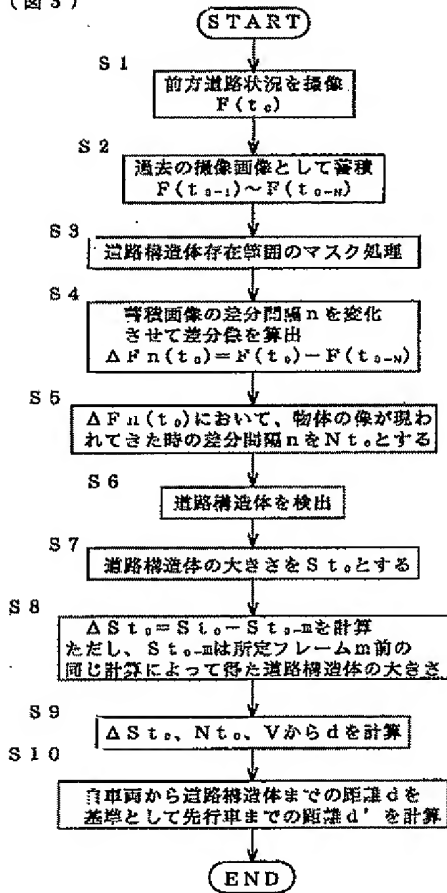 (図3)
START
S1
前方道路状況を撮像
F(t₀)
S2
過去の撮像画像として蓄積
F(t₀₋₁)~F(t₀₋N)
S3
道路構造体存在範囲のマスク処理
S4
蓄積画像の差分間隔nを変化
させて差分像を算出
ΔFn(t₀)=F(t₀)-F(t₀₋N)
S5
ΔFn(t₀)において、物体の像が現わ
れてきた時の差分間隔nをNt₀とする
S6
道路構造体を検出
S7
道路構造体の大きさをSt₀とする
S8
ΔSt₀=St₀-St₀-mを計算
ただし、St₀-mは所定フレームm前の
同じ計算によって得た道路構造体の大きさ
S9
ΔSt₀、Nt₀、Vからdを計算
S10
自車両から道路構造体までの距離dを
基準として先行車までの距離d'を計算
END